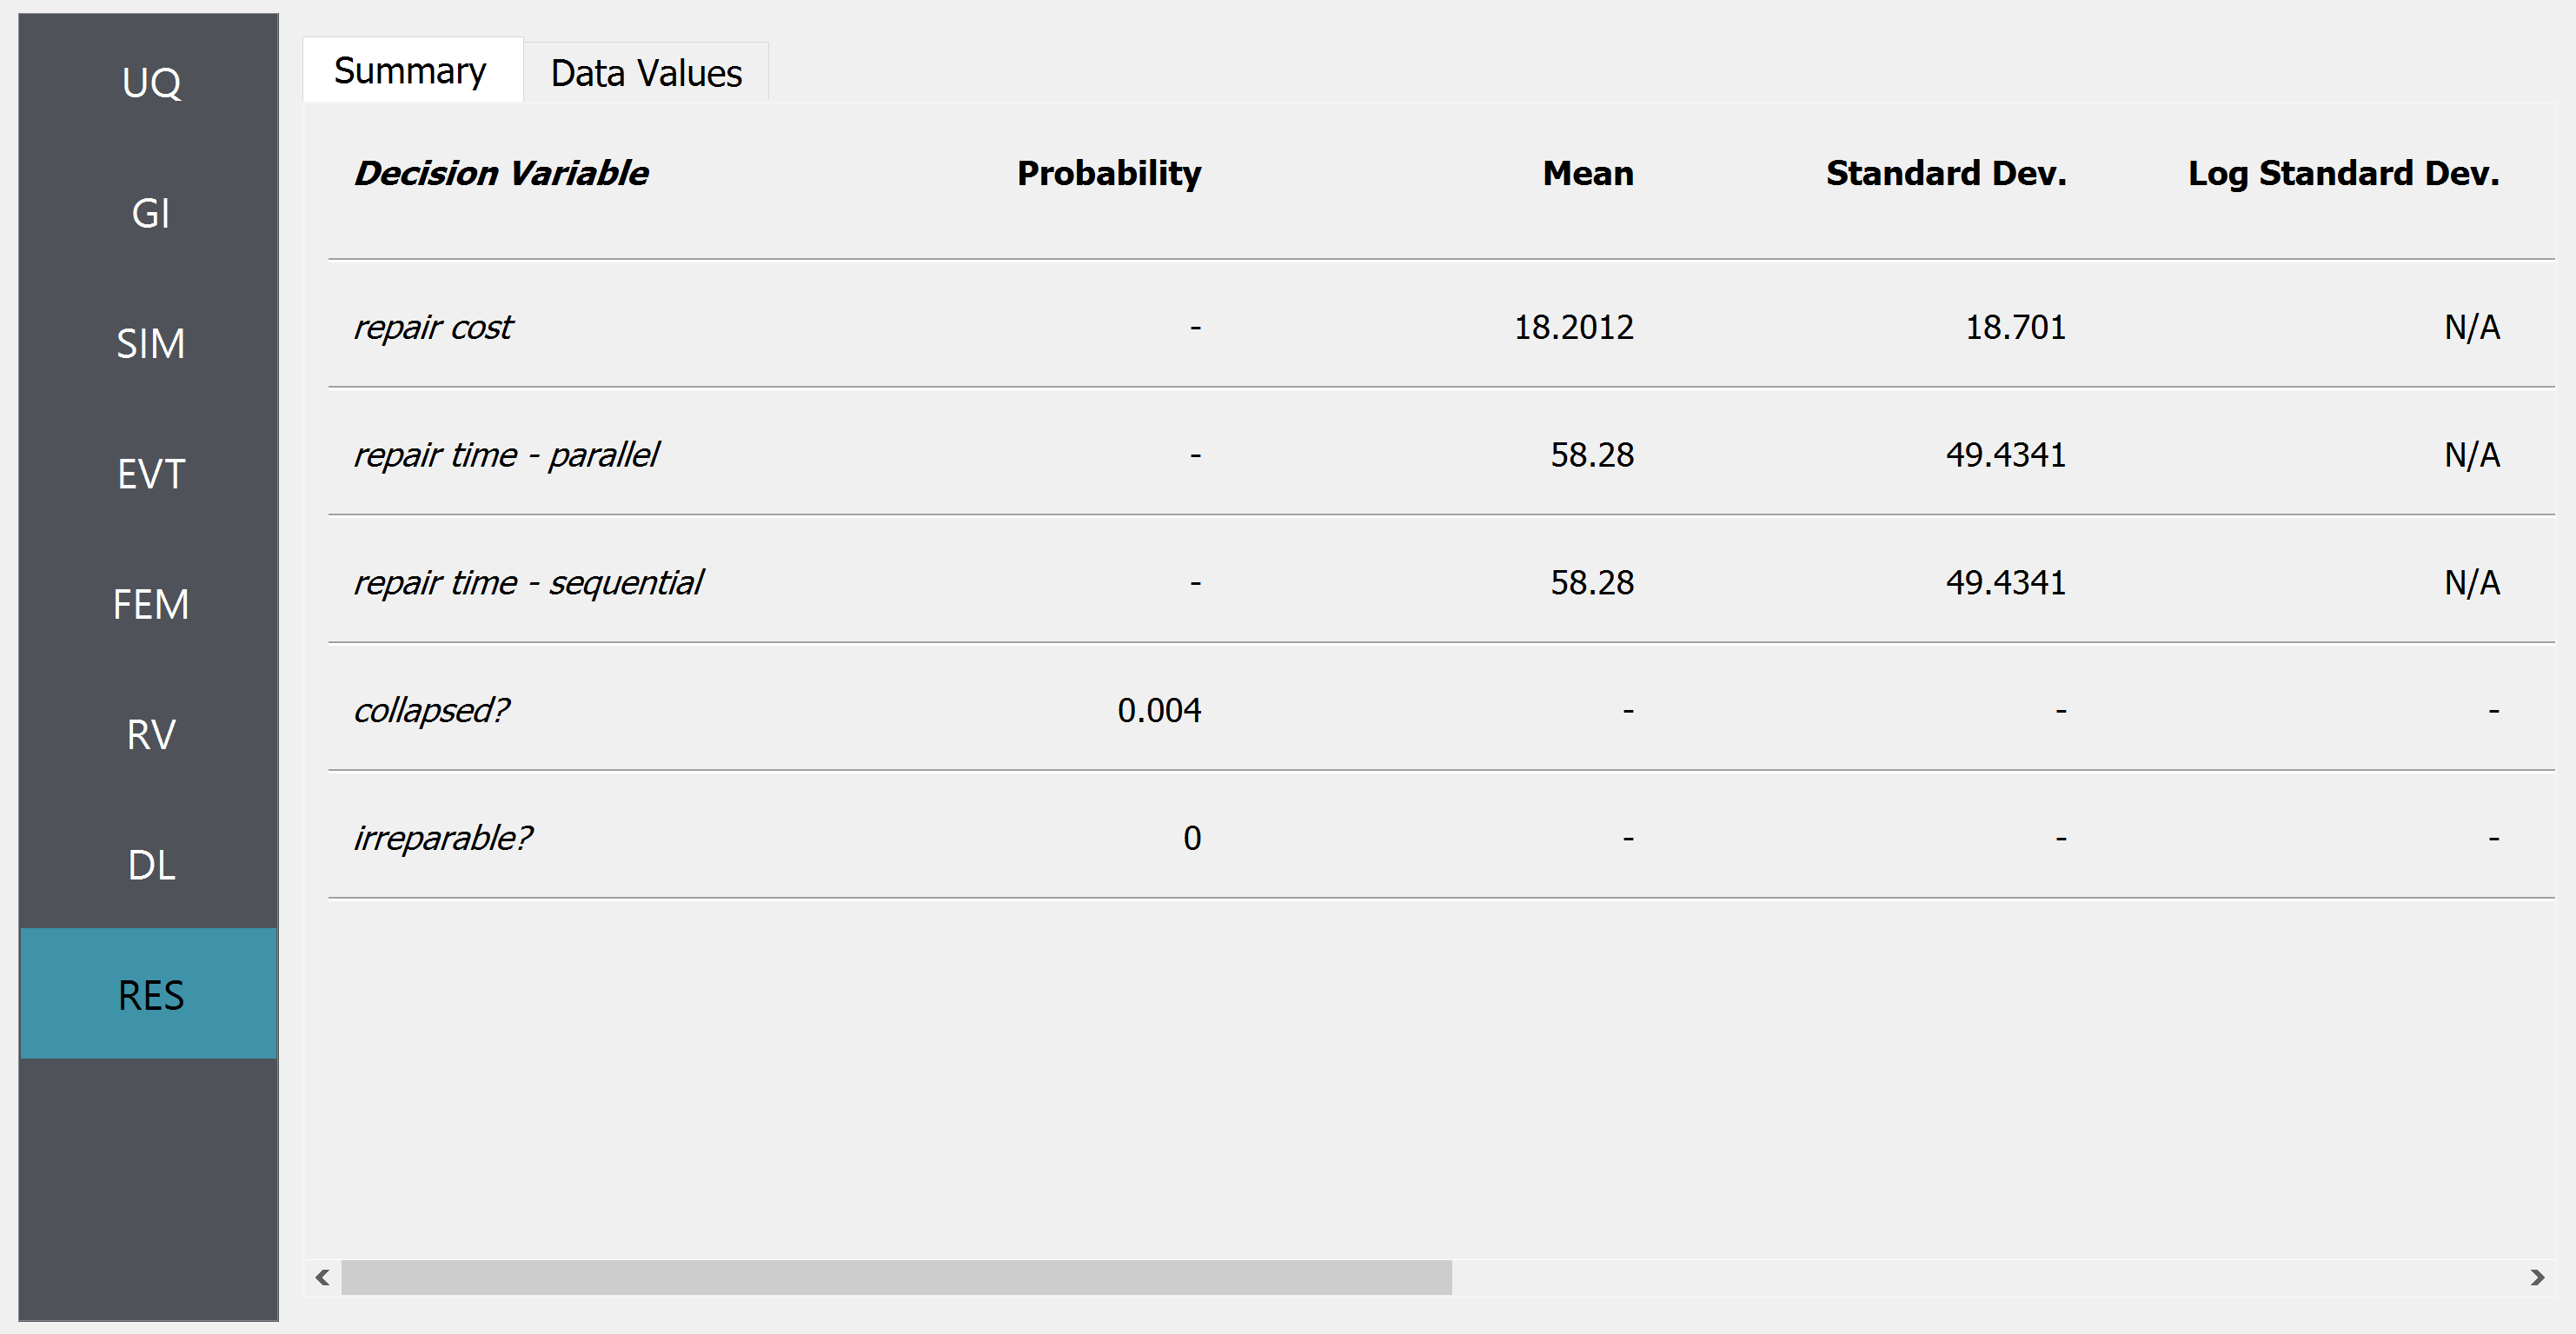 UQ
GI
SIM
EVT
FEM
RV
DL
RES
Summary Data Values
Decision Variable Probability Mean Standard Dev. Log Standard Dev.
repair cost - 18.2012 18.701 N/A
repair time - parallel - 58.28 49.4341 N/A
repair time - sequential - 58.28 49.4341 N/A
collapsed? 0.004 - - -
irreparable? 0 - - -